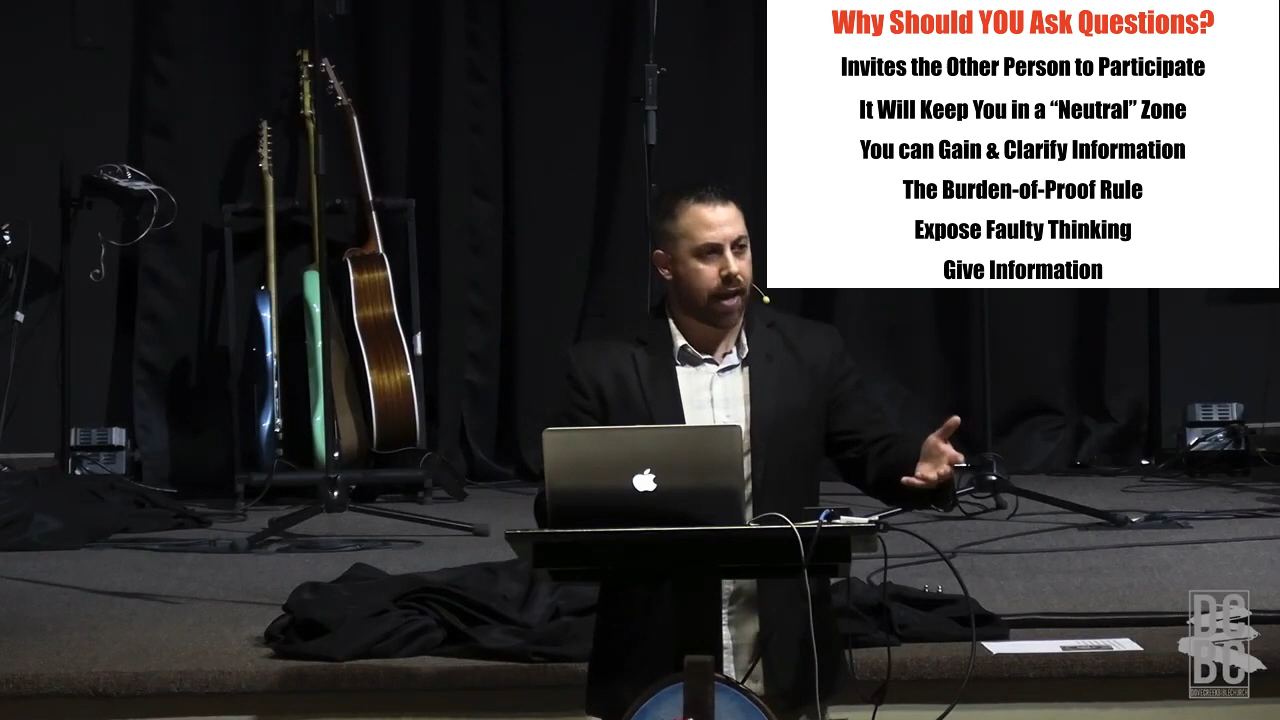 Why Should YOU Ask Questions?
Invites the Other Person to Participate
It Will Keep You in a “Neutral” Zone
You can Gain & Clarify Information
The Burden-of-Proof Rule
Expose Faulty Thinking
Give Information
DC
BC
DOVECREEKBIBLECHURCH